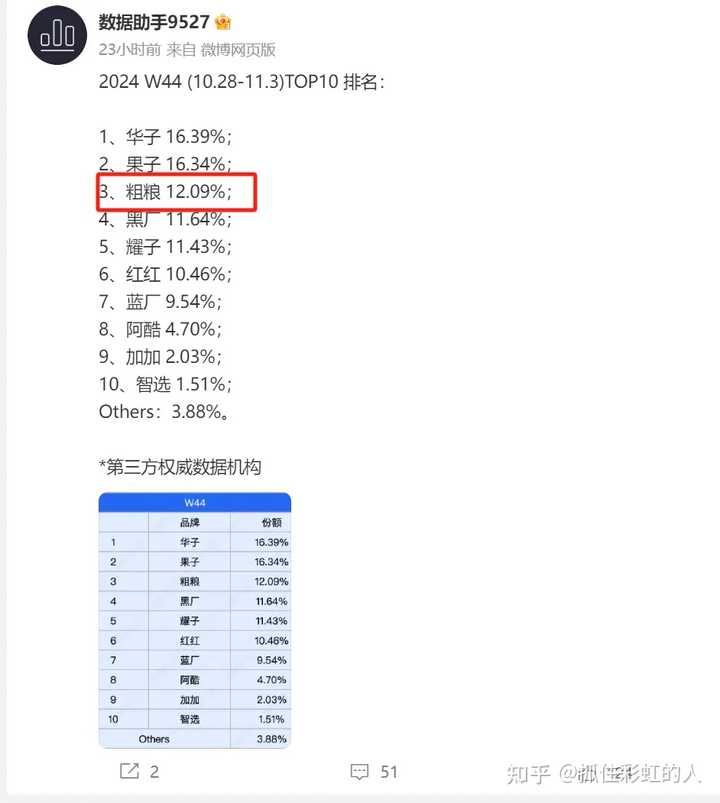 数据助手9527
23小时前 来自 微博网页版
2024 W44 (10.28-11.3)TOP10 排名：
1、华子 16.39%；
2、果子 16.34%；
3、粗粮 12.09%；
4、黑厂 11.64%；
5、耀子 11.43%；
6、红红 10.46%；
7、蓝厂 9.54%；
8、阿酷 4.70%；
9、加加 2.03%；
10、智选 1.51%；
Others：3.88%。
*第三方权威数据机构
W44
品牌 份额
1 华子 16.39%
2 果子 16.34%
3 粗粮 12.09%
4 黑厂 11.64%
5 耀子 11.43%
6 红红 10.46%
7 蓝厂 9.54%
8 阿酷 4.70%
9 加加 2.03%
10 智选 1.51%
Others 3.88%
2 51
知乎 @抓住彩虹的人